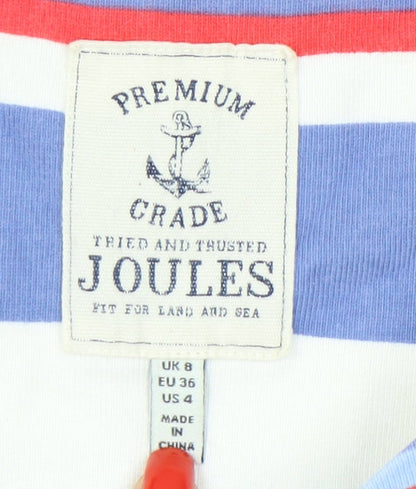 PREMIUM
GRADE
TRIED AND TRUSTED
JOULES
FIT FOR LAND AND SEA
UK 8
EU 36
US 4
MADE
IN
CHINA